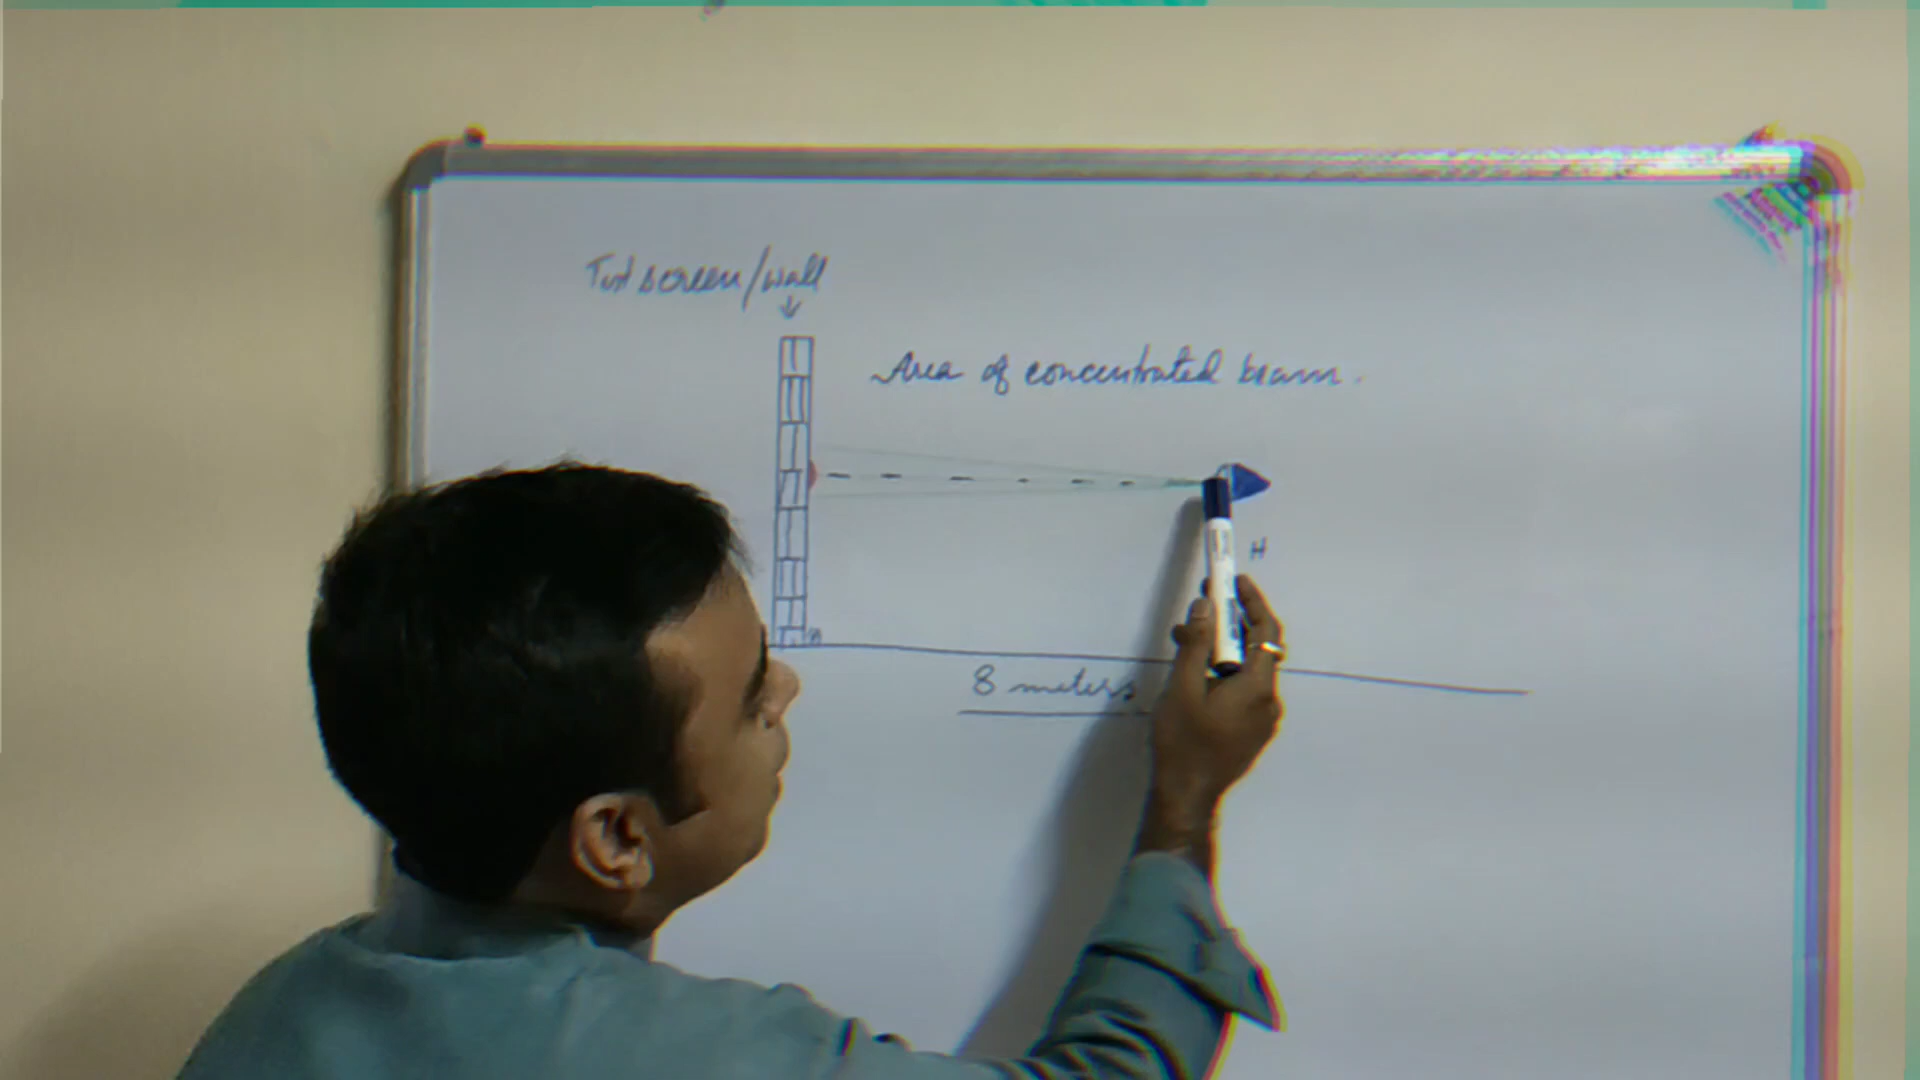 Test screen/wall
Area of concentrated beam.
H
8 meters